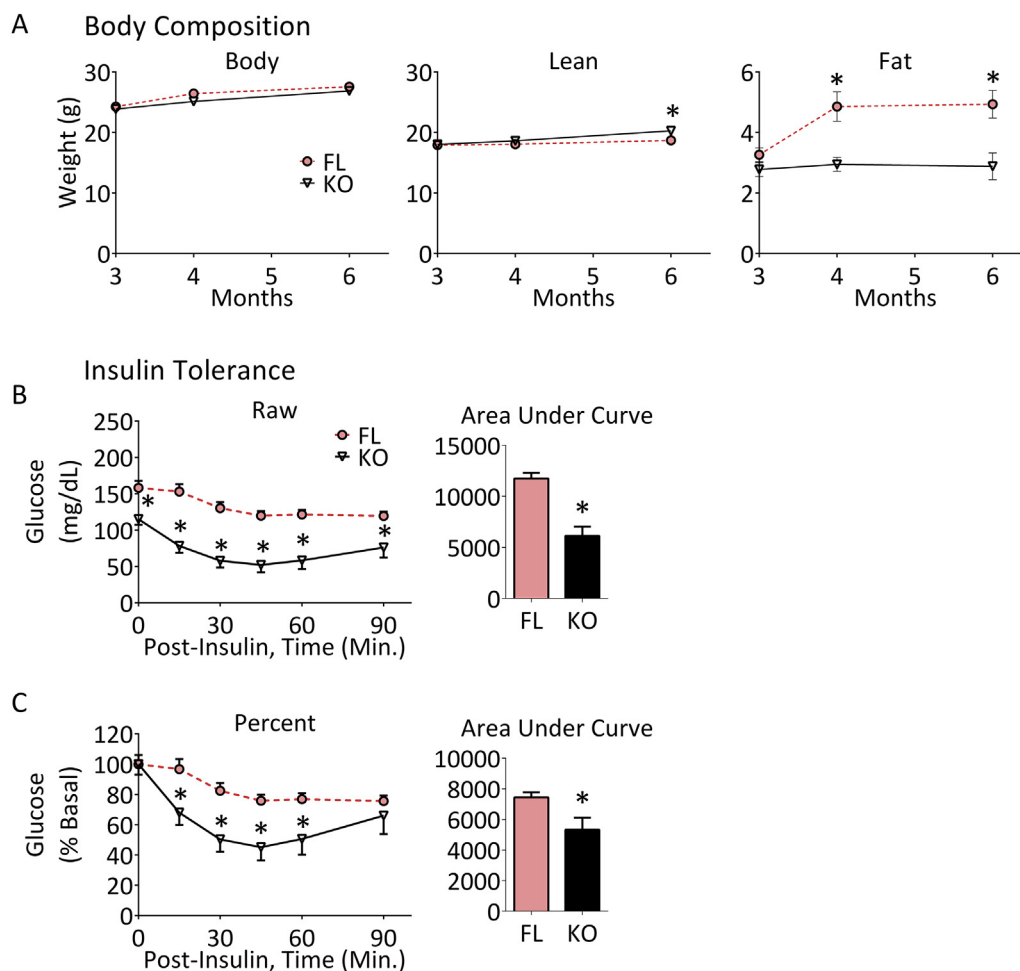 A Body Composition
Body
Weight (g)
30
20
10
0
3 4 5 6
Months
FL
KO
Lean
30
20
10
0
3 4 5 6
Months
*
Fat
6
4
2
0
3 4 5 6
Months
* *
Insulin Tolerance
B
Raw
Glucose
(mg/dL)
250
200
150
100
50
0
0 30 60 90
Post-Insulin, Time (Min.)
FL
KO
* * * * * *
Area Under Curve
15000
10000
5000
0
FL KO
*
C
Percent
Glucose
(% Basal)
120
100
80
60
40
20
0
0 30 60 90
Post-Insulin, Time (Min.)
* * * *
Area Under Curve
10000
8000
6000
4000
2000
0
FL KO
*